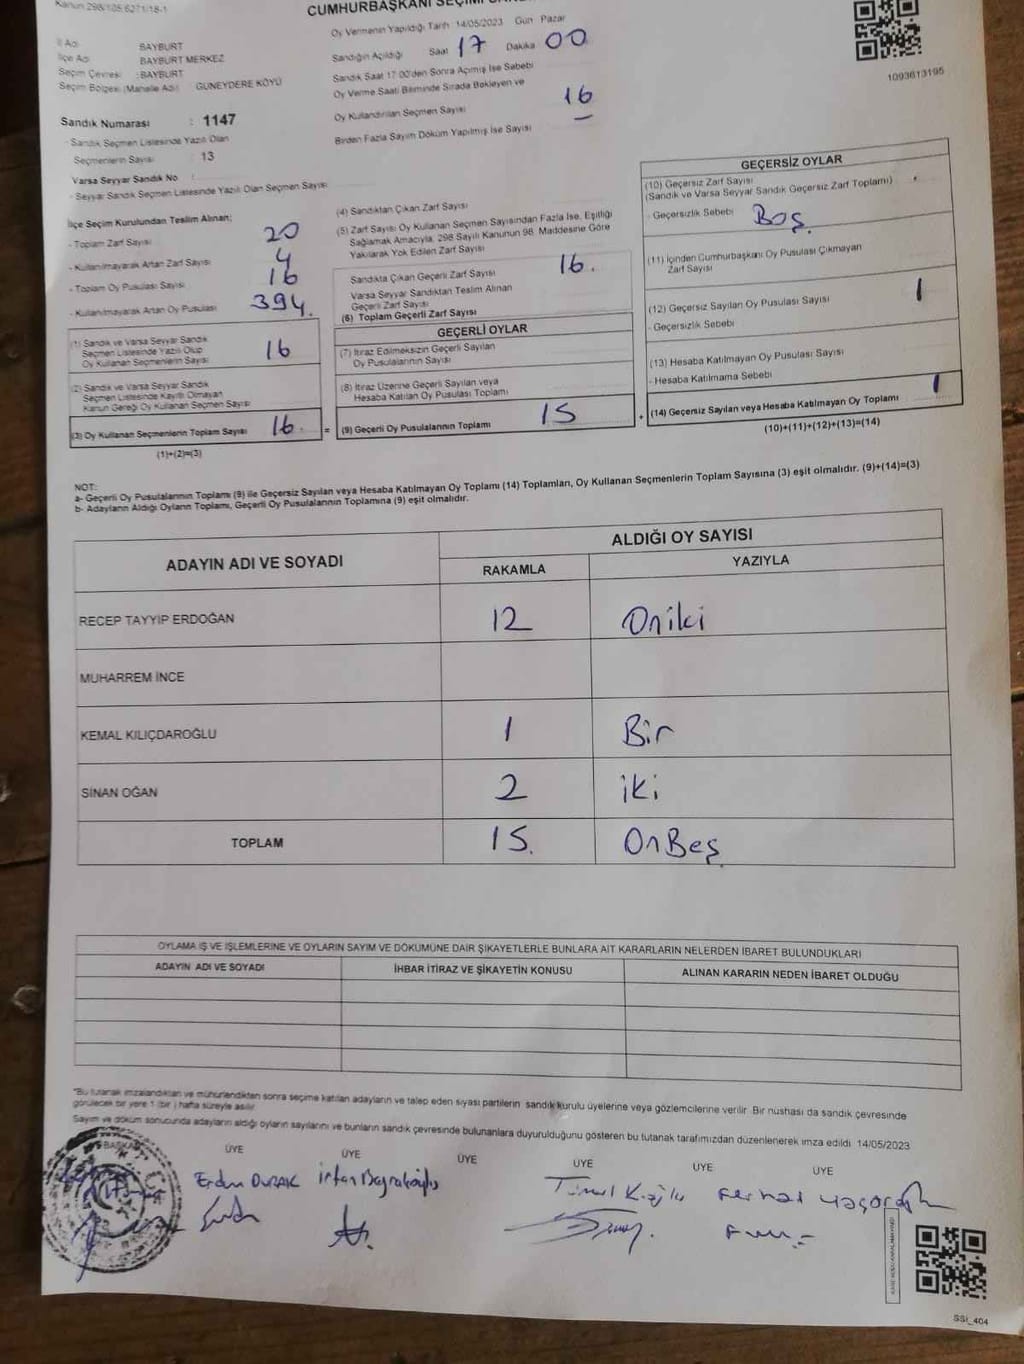 Kanun 298/105 6271/18-1
CUMHURBAŞKANI SEÇİMİ
Oy Vermenin Yapıldığı Tarih 14/05/2023 Gün Pazar
Sandığın Açıldığı Saat 17 Dakika 00
Sandık Saat 17 00'den Sonra Açılmış İse Sebebi
Oy Verme Saati Bitiminde Sırada Bekleyen ve
Oy Kullandırılan Seçmen Sayısı 16
Birden Fazla Sayım Döküm Yapılmış İse Sayısı –
1093613195
İl Adı BAYBURT
İlçe Adı BAYBURT MERKEZ
Seçim Çevresi : BAYBURT
Seçim Bölgesi (Mahalle Adı) GÜNEYDERE KÖYÜ
Sandık Numarası : 1147
- Sandık Seçmen Listesinde Yazılı Olan
Seçmenlerin Sayısı : 13
Varsa Seyyar Sandık No :
- Seyyar Sandık Seçmen Listesinde Yazılı Olan Seçmen Sayısı
İlçe Seçim Kurulundan Teslim Alınan;
- Toplam Zarf Sayısı 20
- Kullanılmayarak Artan Zarf Sayısı 4
- Toplam Oy Pusulası Sayısı 16
- Kullanılmayarak Artan Oy Pusulası 394.
(1) Sandık ve Varsa Seyyar Sandık
Seçmen Listesinde Yazılı Olup
Oy Kullanan Seçmenlerin Sayısı 16
(2) Sandık ve Varsa Seyyar Sandık
Seçmen Listesinde Kayıtlı Olmayan
Kanun Gereği Oy Kullanan Seçmen Sayısı
(3) Oy Kullanan Seçmenlerin Toplam Sayısı 16. =
(1)+(2)=(3)
(4) Sandıktan Çıkan Zarf Sayısı
(5) Zarf Sayısı Oy Kullanan Seçmen Sayısından Fazla İse, Eşitliği
Sağlamak Amacıyla, 298 Sayılı Kanunun 98. Maddesine Göre
Yakılarak Yok Edilen Zarf Sayısı
Sandıkta Çıkan Geçerli Zarf Sayısı 16.
Varsa Seyyar Sandıktan Teslim Alınan
Geçerli Zarf Sayısı
(6) Toplam Geçerli Zarf Sayısı
GEÇERLİ OYLAR
(7) İtiraz Edilmeksizin Geçerli Sayılan
Oy Pusulalarının Sayısı
(8) İtiraz Üzerine Geçerli Sayılan veya
Hesaba Katılan Oy Pusulası Toplamı
(9) Geçerli Oy Pusulalarının Toplamı 15 +
GEÇERSİZ OYLAR
(10) Geçersiz Zarf Sayısı
(Sandık ve Varsa Seyyar Sandık Geçersiz Zarf Toplamı)
- Geçersizlik Sebebi Boş.
(11) İçinden Cumhurbaşkanı Oy Pusulası Çıkmayan
Zarf Sayısı
(12) Geçersiz Sayılan Oy Pusulası Sayısı 1
- Geçersizlik Sebebi
(13) Hesaba Katılmayan Oy Pusulası Sayısı
- Hesaba Katılmama Sebebi
(14) Geçersiz Sayılan veya Hesaba Katılmayan Oy Toplamı 1
(10)+(11)+(12)+(13)=(14)
NOT:
a- Geçerli Oy Pusulalarının Toplamı (9) ile Geçersiz Sayılan veya Hesaba Katılmayan Oy Toplamı (14) Toplamları, Oy Kullanan Seçmenlerin Toplam Sayısına (3) eşit olmalıdır. (9)+(14)=(3)
b- Adayların Aldığı Oyların Toplamı, Geçerli Oy Pusulalarının Toplamına (9) eşit olmalıdır.
ADAYIN ADI VE SOYADI
ALDIĞI OY SAYISI
RAKAMLA YAZIYLA
RECEP TAYYİP ERDOĞAN 12 Oniki
MUHARREM İNCE
KEMAL KILIÇDAROĞLU 1 Bir
SİNAN OĞAN 2 iki
TOPLAM 15. OnBeş
OYLAMA İŞ VE İŞLEMLERİNE VE OYLARIN SAYIM VE DÖKÜMÜNE DAİR ŞİKAYETLERLE BUNLARA AİT KARARLARIN NELERDEN İBARET BULUNDUKLARI
ADAYIN ADI VE SOYADI İHBAR İTİRAZ VE ŞİKAYETİN KONUSU ALINAN KARARIN NEDEN İBARET OLDUĞU
"Bu tutanak imzalandıktan ve mühürlendikten sonra seçime katılan adayların ve talep eden siyasi partilerin sandık kurulu üyelerine veya gözlemcilerine verilir. Bir nüshası da sandık çevresinde
görülecek bir yere 1 (bir ) hafta süreyle asılır
Sayım ve döküm sonucunda adayların aldığı oyların sayılarını ve bunların sandık çevresinde bulunanlara duyurulduğunu gösteren bu tutanak tarafımızdan düzenlenerek imza edildi 14/05/2023
BAŞKAN ÜYE ÜYE ÜYE ÜYE ÜYE ÜYE
Erdem DURAK
SSİ_404